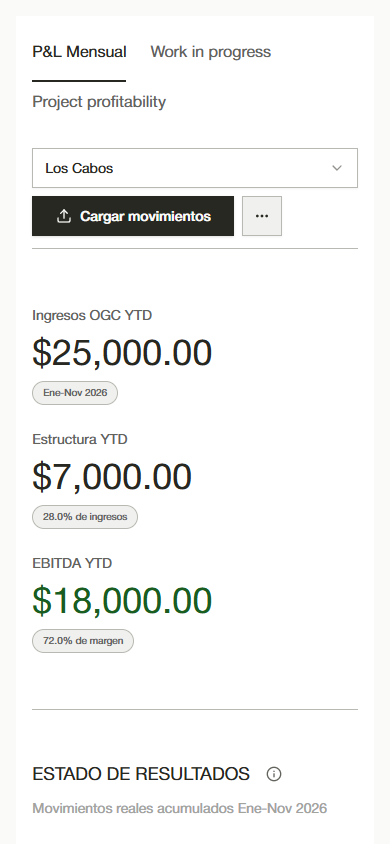 P&L Mensual
Work in progress
Project profitability
Los Cabos
Cargar movimientos
Ingresos OGC YTD
$25,000.00
Ene-Nov 2026
Estructura YTD
$7,000.00
28.0% de ingresos
EBITDA YTD
$18,000.00
72.0% de margen
ESTADO DE RESULTADOS
Movimientos reales acumulados Ene-Nov 2026